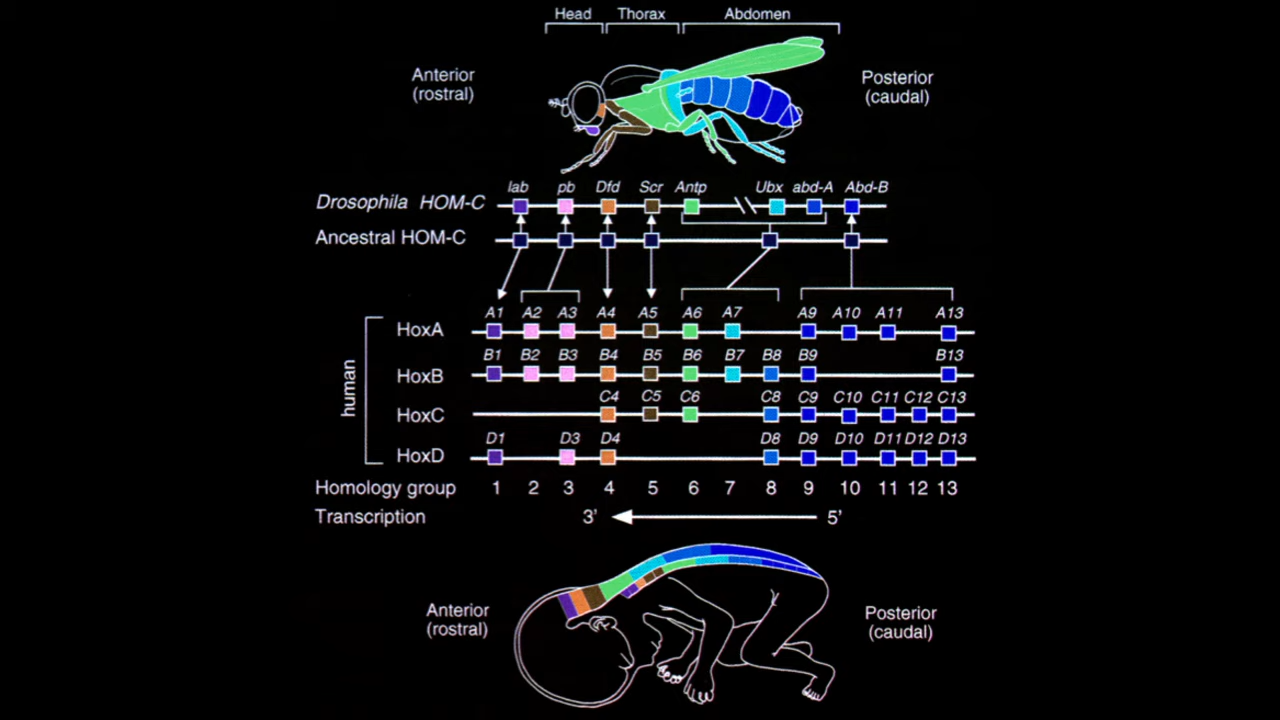 Head Thorax Abdomen
Anterior
(rostral)
Posterior
(caudal)
lab pb Dfd Scr Antp Ubx abd-A Abd-B
Drosophila HOM-C
Ancestral HOM-C
A1 A2 A3 A4 A5 A6 A7 A9 A10 A11 A13
HoxA
B1 B2 B3 B4 B5 B6 B7 B8 B9 B13
HoxB
human
C4 C5 C6 C8 C9 C10 C11 C12 C13
HoxC
D1 D3 D4 D8 D9 D10 D11 D12 D13
HoxD
Homology group 1 2 3 4 5 6 7 8 9 10 11 12 13
Transcription 3' 5'
Anterior
(rostral)
Posterior
(caudal)